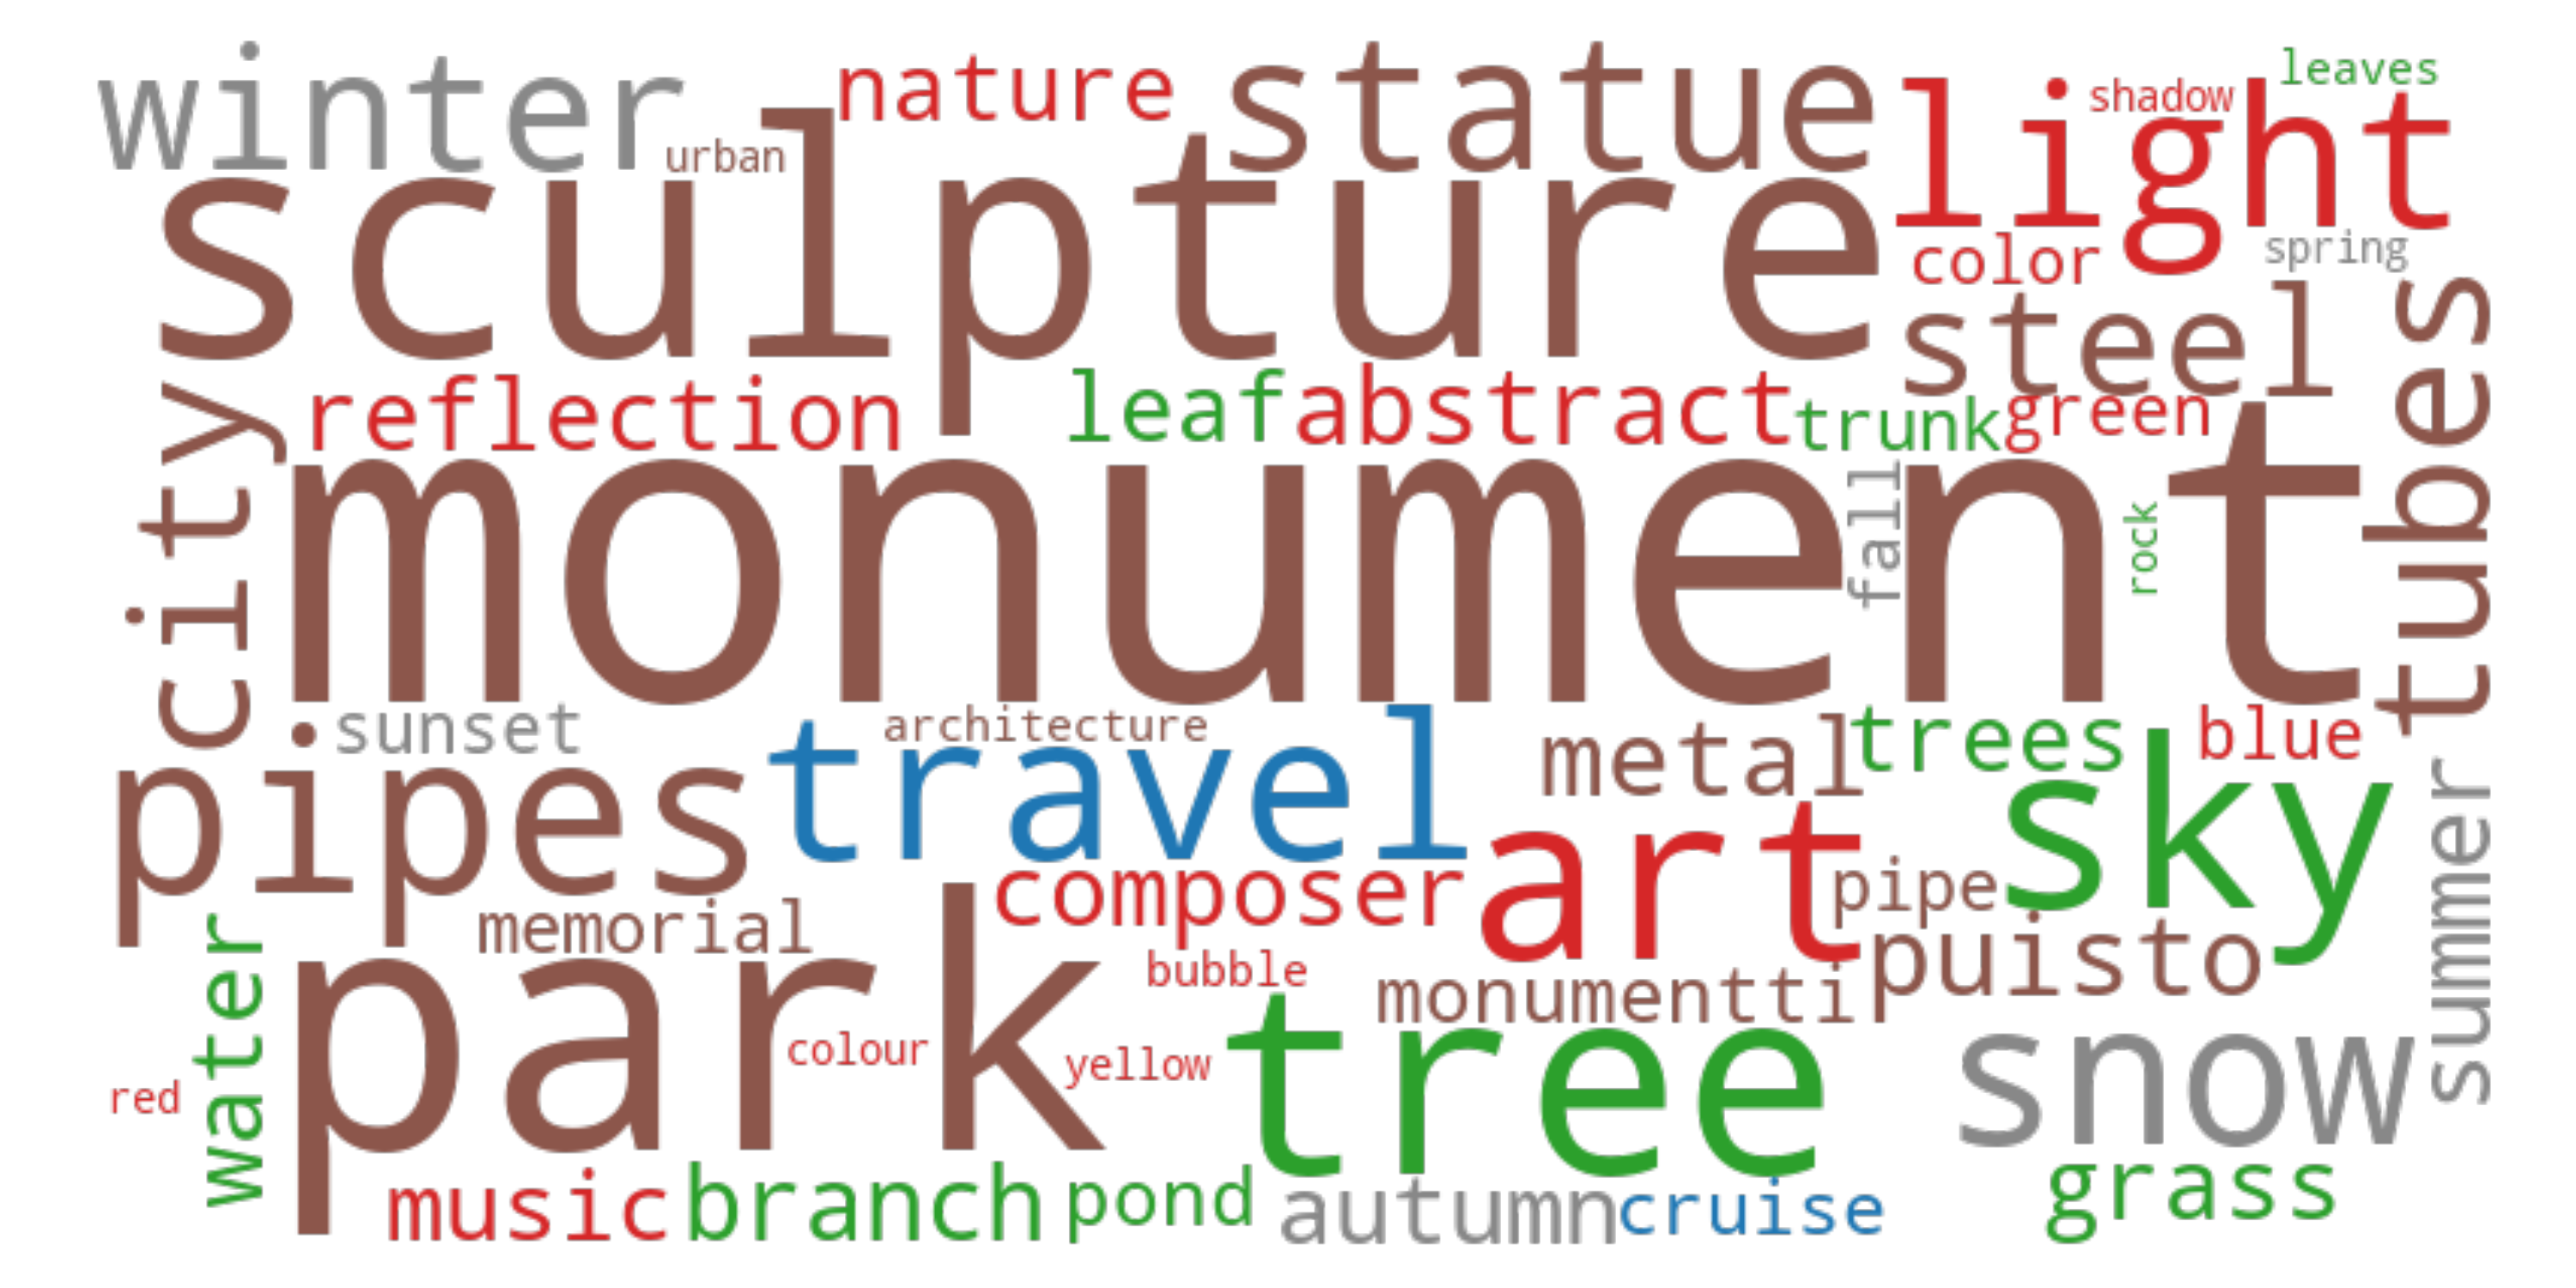 winter
nature
statue
light
shadow
leaves
urban
sculpture
color
spring
steel
city
reflection
leaf
abstract
trunk
green
tubes
monument
fall
rock
sunset
architecture
metal
trees
blue
pipes
travel
sky
art
pipe
summer
composer
memorial
puisto
water
park
bubble
monumentti
colour
yellow
tree
snow
red
music
branch
pond
autumn
cruise
grass